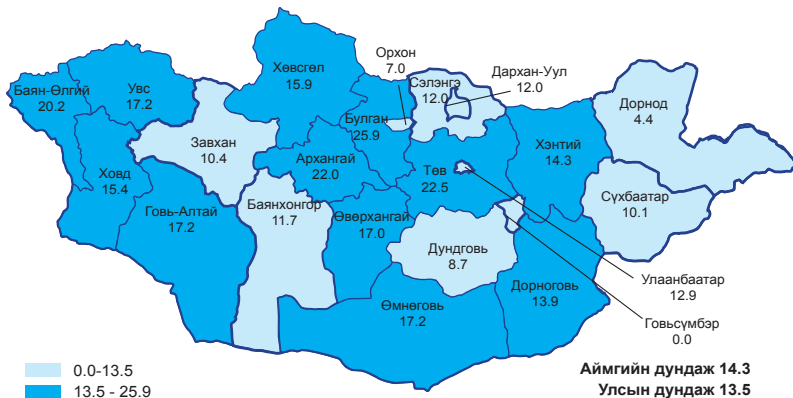 Орхон
7.0
Хөвсгөл
15.9
Сэлэнгэ
12.0
Дархан-Уул
12.0
Баян-Өлгий
20.2
Увс
17.2
Дорнод
4.4
Булган
25.9
Завхан
10.4
Хэнтий
14.3
Архангай
22.0
Төв
22.5
Ховд
15.4
Сүхбаатар
10.1
Баянхонгор
11.7
Говь-Алтай
17.2
Өвөрхангай
17.0
Дундговь
8.7
Улаанбаатар
12.9
Дорноговь
13.9
Өмнөговь
17.2
Говьсүмбэр
0.0
0.0-13.5
13.5 - 25.9
Аймгийн дундаж 14.3
Улсын дундаж 13.5